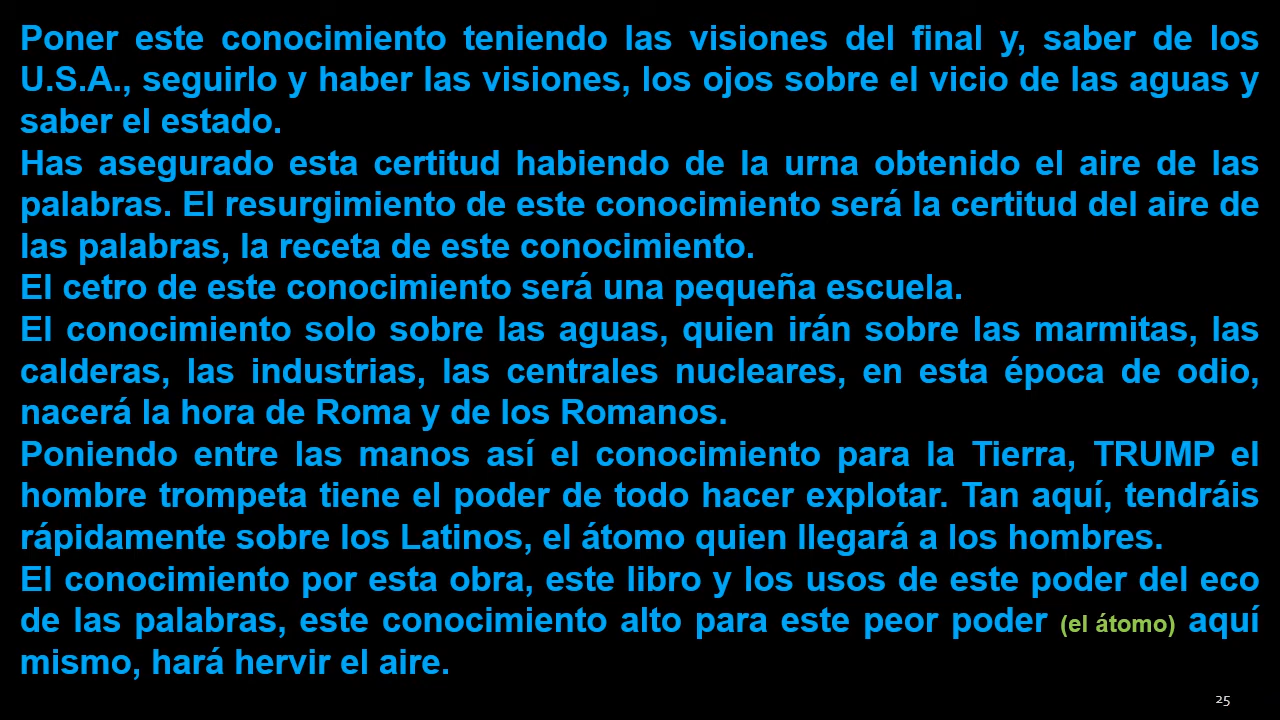 Poner este conocimiento teniendo las visiones del final y, saber de los
U.S.A., seguirlo y haber las visiones, los ojos sobre el vicio de las aguas y
saber el estado.
Has asegurado esta certitud habiendo de la urna obtenido el aire de las
palabras. El resurgimiento de este conocimiento será la certitud del aire de
las palabras, la receta de este conocimiento.
El cetro de este conocimiento será una pequeña escuela.
El conocimiento solo sobre las aguas, quien irán sobre las marmitas, las
calderas, las industrias, las centrales nucleares, en esta época de odio,
nacerá la hora de Roma y de los Romanos.
Poniendo entre las manos así el conocimiento para la Tierra, TRUMP el
hombre trompeta tiene el poder de todo hacer explotar. Tan aquí, tendráis
rápidamente sobre los Latinos, el átomo quien llegará a los hombres.
El conocimiento por esta obra, este libro y los usos de este poder del eco
de las palabras, este conocimiento alto para este peor poder (el átomo) aquí
mismo, hará hervir el aire.
25